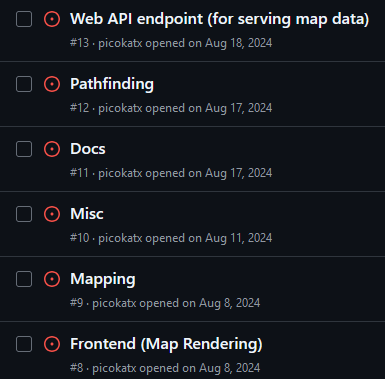 Web API endpoint (for serving map data)
#13 · picokatx opened on Aug 18, 2024
Pathfinding
#12 · picokatx opened on Aug 17, 2024
Docs
#11 · picokatx opened on Aug 17, 2024
Misc
#10 · picokatx opened on Aug 11, 2024
Mapping
#9 · picokatx opened on Aug 8, 2024
Frontend (Map Rendering)
#8 · picokatx opened on Aug 8, 2024